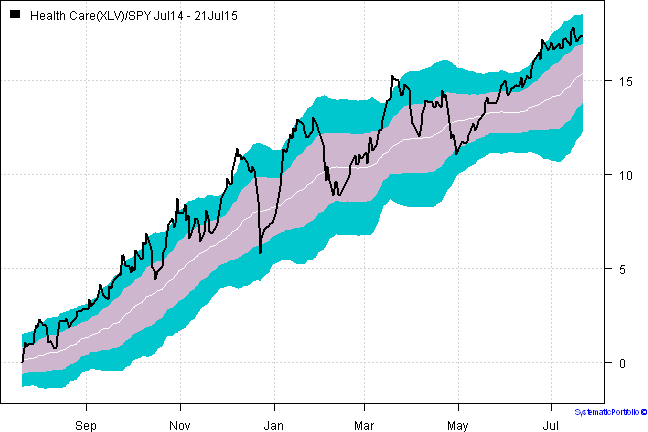 Health Care(XLV)/SPY Jul14 - 21Jul15
15
10
5
0
Sep Nov Jan Mar May Jul
SystematicPortfolio ©